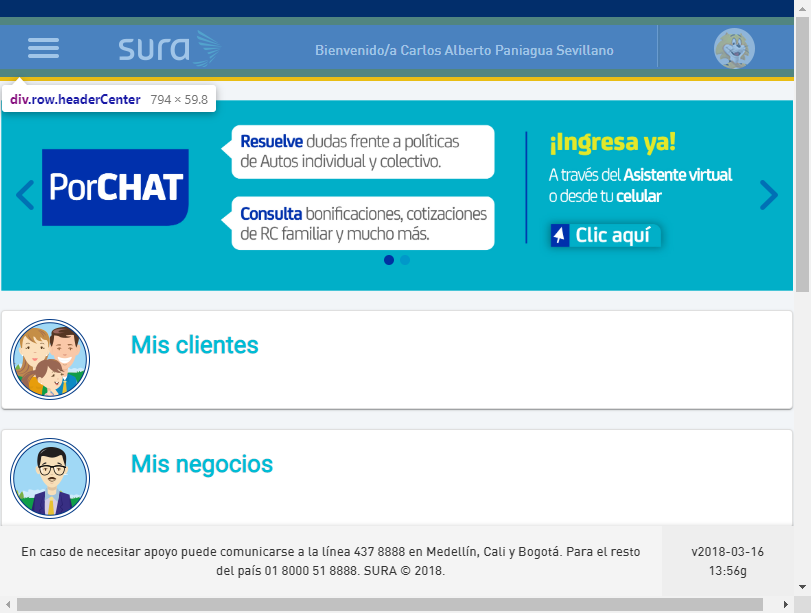 sura
Bienvenido/a Carlos Alberto Paniagua Sevillano
div.row.headerCenter 794 × 59.8
PorCHAT
Resuelve dudas frente a políticas
de Autos individual y colectivo.
Consulta bonificaciones, cotizaciones
de RC familiar y mucho más.
¡Ingresa ya!
A través del Asistente virtual
o desde tu celular
Clic aquí
Mis clientes
Mis negocios
En caso de necesitar apoyo puede comunicarse a la línea 437 8888 en Medellín, Cali y Bogotá. Para el resto
del país 01 8000 51 8888. SURA © 2018.
v2018-03-16
13:56g